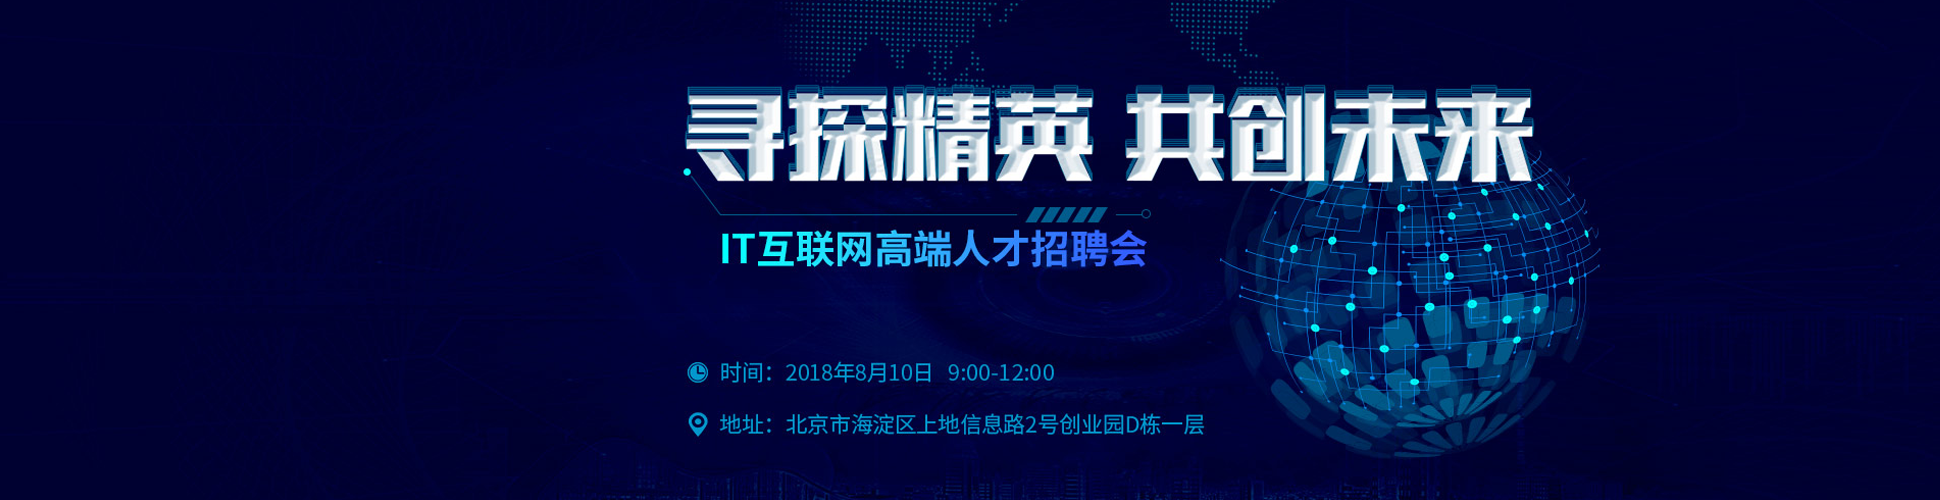 寻探精英 共创未来
IT互联网高端人才招聘会
时间：2018年8月10日 9:00-12:00
地址：北京市海淀区上地信息路2号创业园D栋一层